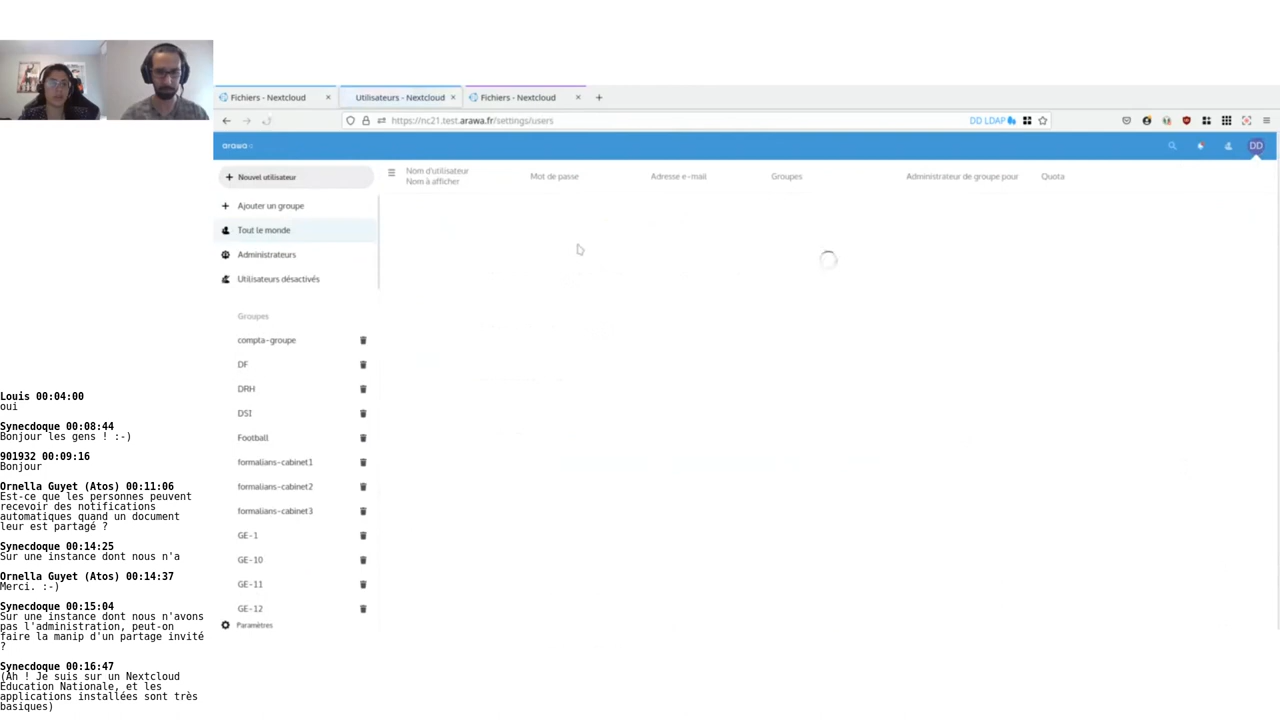 Fichiers - Nextcloud
Utilisateurs - Nextcloud
Fichiers - Nextcloud
https://nc21.test.arawa.fr/settings/users
DD LDAP
arawa
DD
Nouvel utilisateur
Ajouter un groupe
Tout le monde
Administrateurs
Utilisateurs désactivés
Groupes
compta-groupe
DF
DRH
DSI
Football
formalians-cabinet1
formalians-cabinet2
formalians-cabinet3
GE-1
GE-10
GE-11
GE-12
Paramètres
Nom d'utilisateur
Nom à afficher
Mot de passe
Adresse e-mail
Groupes
Administrateur de groupe pour
Quota
Louis 00:04:00
oui
Synecdoque 00:08:44
Bonjour les gens ! :-)
901932 00:09:16
Bonjour
Ornella Guyet (Atos) 00:11:06
Est-ce que les personnes peuvent
recevoir des notifications
automatiques quand un document
leur est partagé ?
Synecdoque 00:14:25
Sur une instance dont nous n'a
Ornella Guyet (Atos) 00:14:37
Merci. :-)
Synecdoque 00:15:04
Sur une instance dont nous n'avons
pas l'administration, peut-on
faire la manip d'un partage invité
?
Synecdoque 00:16:47
(Ah ! Je suis sur un Nextcloud
Éducation Nationale, et les
applications installées sont très
basiques)